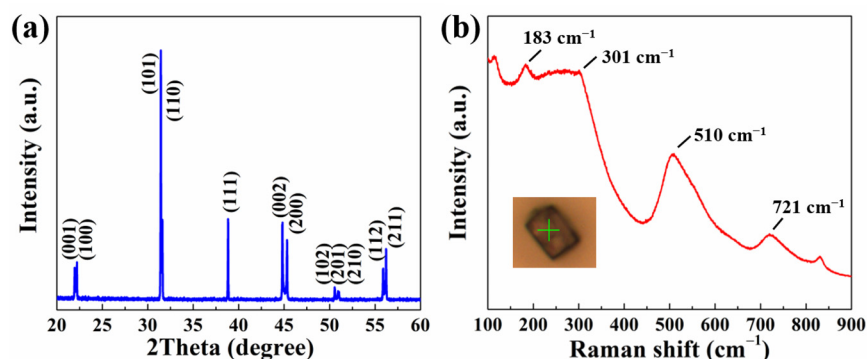 (a)
Intensity (a.u.)
(001)
(100)
(101)
(110)
(111)
(002)
(200)
(102)
(201)
(210)
(112)
(211)
20 25 30 35 40 45 50 55 60
2Theta (degree)
(b)
Intensity (a.u.)
183 cm⁻¹
301 cm⁻¹
510 cm⁻¹
721 cm⁻¹
100 200 300 400 500 600 700 800 900
Raman shift (cm⁻¹)